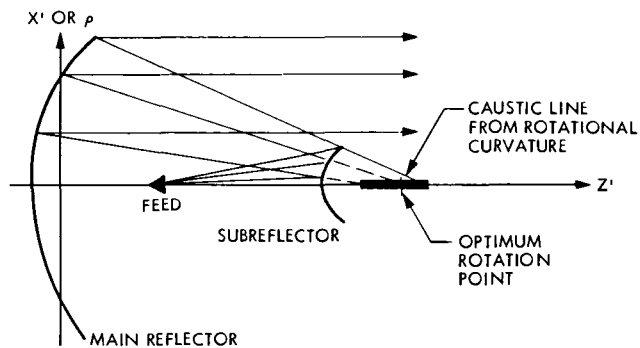 X' OR ρ
CAUSTIC LINE
FROM ROTATIONAL
CURVATURE
Z'
FEED
SUBREFLECTOR
OPTIMUM
ROTATION
POINT
MAIN REFLECTOR